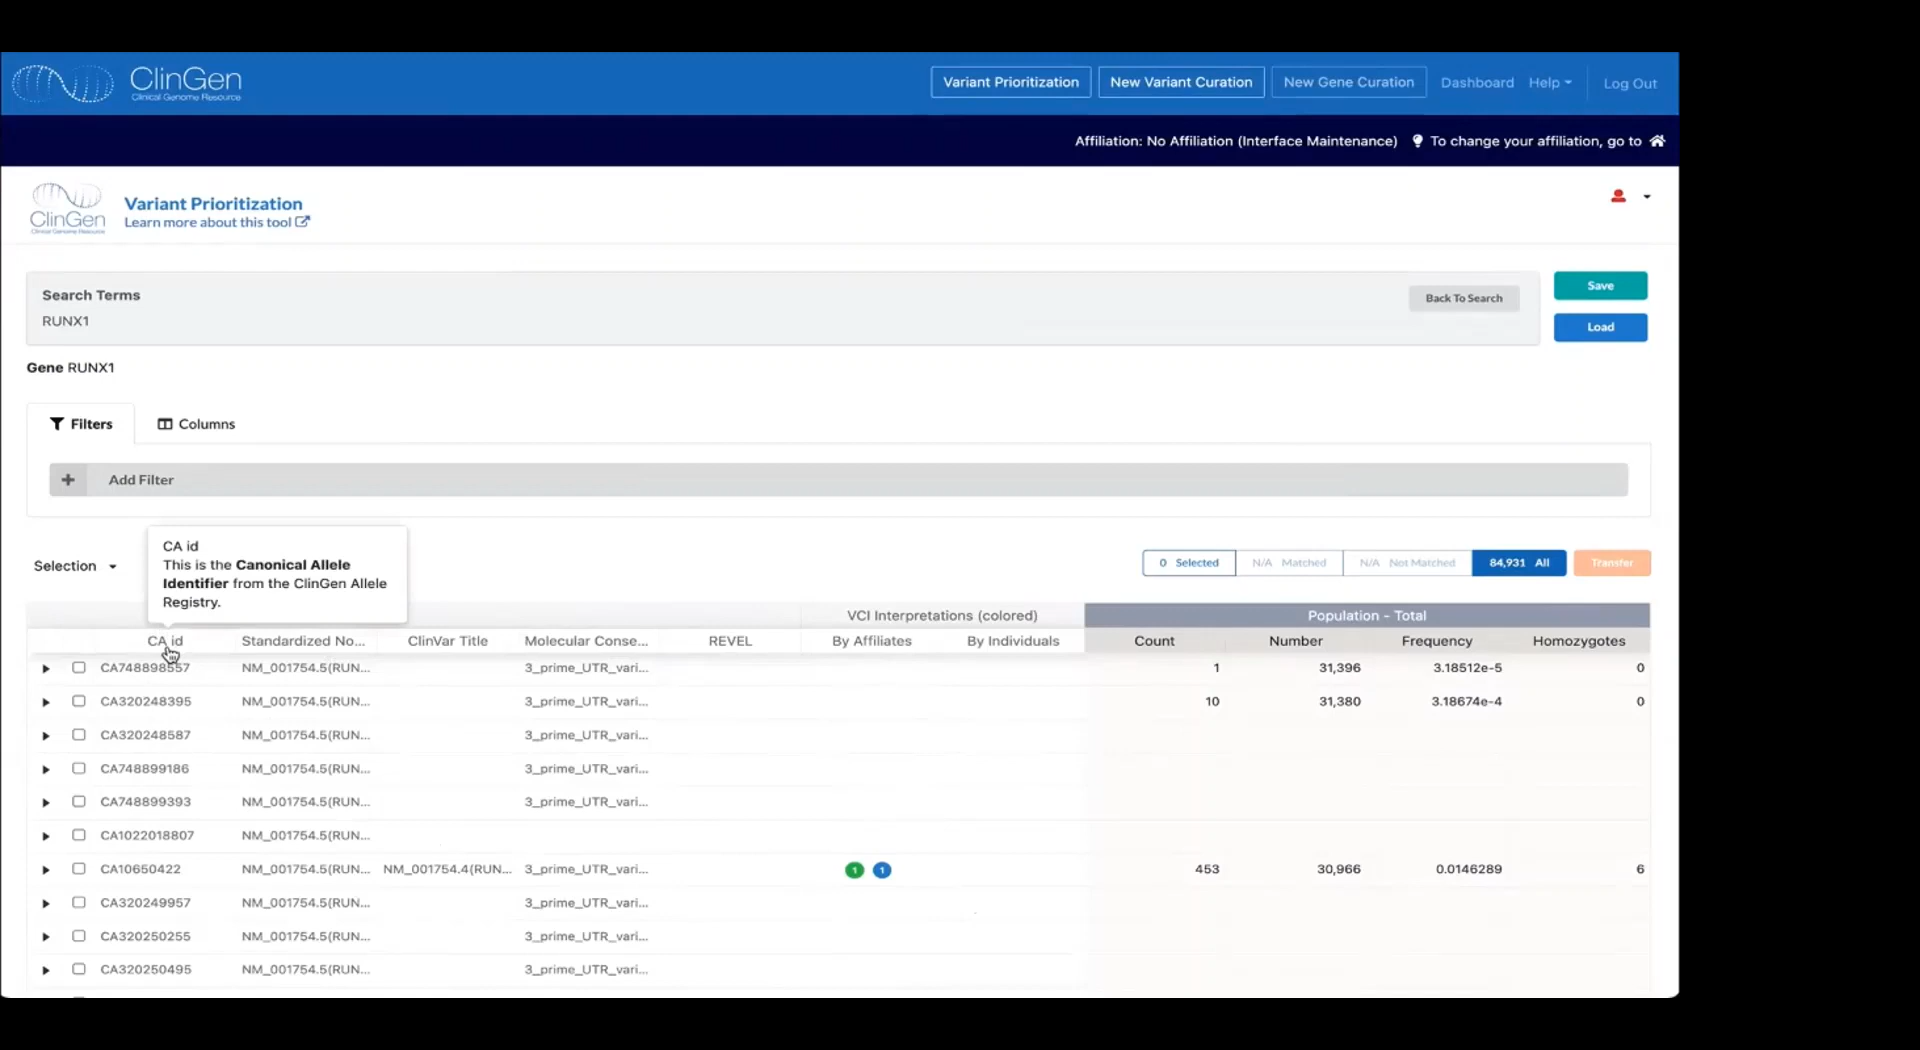 ClinGen
Clinical Genome Resource
Variant Prioritization New Variant Curation New Gene Curation Dashboard Help Log Out
Affiliation: No Affiliation (Interface Maintenance) To change your affiliation, go to
ClinGen
Clinical Genome Resource
Variant Prioritization
Learn more about this tool
Search Terms
RUNX1
Back To Search
Save
Load
Gene RUNX1
Filters Columns
+ Add Filter
CA id
This is the Canonical Allele
Identifier from the ClinGen Allele
Registry.
Selection
0 Selected N/A Matched N/A Not Matched 84,931 All Transfer
VCI Interpretations (colored) Population - Total
CA id Standardized No... ClinVar Title Molecular Conse... REVEL By Affiliates By Individuals Count Number Frequency Homozygotes
CA748898557 NM_001754.5(RUN... 3_prime_UTR_vari... 1 31,396 3.18512e-5 0
CA320248395 NM_001754.5(RUN... 3_prime_UTR_vari... 10 31,380 3.18674e-4 0
CA320248587 NM_001754.5(RUN... 3_prime_UTR_vari...
CA748899186 NM_001754.5(RUN... 3_prime_UTR_vari...
CA748899393 NM_001754.5(RUN... 3_prime_UTR_vari...
CA1022018807 NM_001754.5(RUN...
CA10650422 NM_001754.5(RUN... NM_001754.4(RUN... 3_prime_UTR_vari... 1 1 453 30,966 0.0146289 6
CA320249957 NM_001754.5(RUN... 3_prime_UTR_vari...
CA320250255 NM_001754.5(RUN... 3_prime_UTR_vari...
CA320250495 NM_001754.5(RUN... 3_prime_UTR_vari...